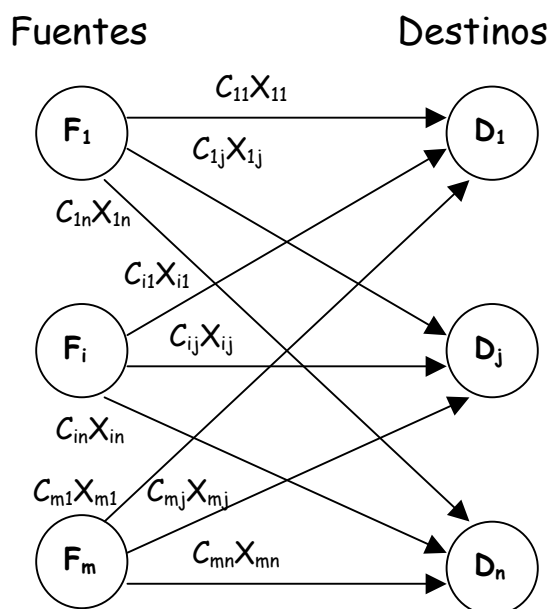 Fuentes Destinos
C₁₁X₁₁
F₁ D₁
C₁ⱼX₁ⱼ
C₁ₙX₁ₙ
Cᵢ₁Xᵢ₁
CᵢⱼXᵢⱼ
Fᵢ Dⱼ
CᵢₙXᵢₙ
Cₘ₁Xₘ₁ CₘⱼXₘⱼ
CₘₙXₘₙ
Fₘ Dₙ